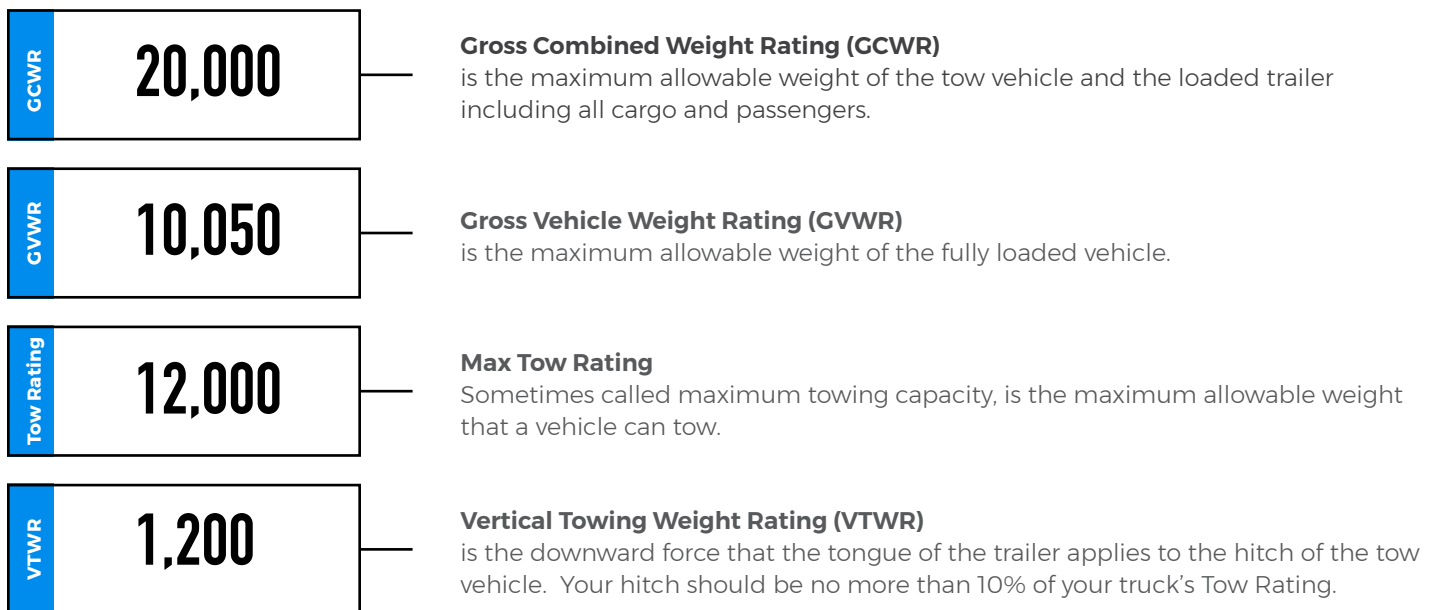 GCWR
20,000
Gross Combined Weight Rating (GCWR)
is the maximum allowable weight of the tow vehicle and the loaded trailer
including all cargo and passengers.
GVWR
10,050
Gross Vehicle Weight Rating (GVWR)
is the maximum allowable weight of the fully loaded vehicle.
Tow Rating
12,000
Max Tow Rating
Sometimes called maximum towing capacity, is the maximum allowable weight
that a vehicle can tow.
VTWR
1,200
Vertical Towing Weight Rating (VTWR)
is the downward force that the tongue of the trailer applies to the hitch of the tow
vehicle.  Your hitch should be no more than 10% of your truck's Tow Rating.